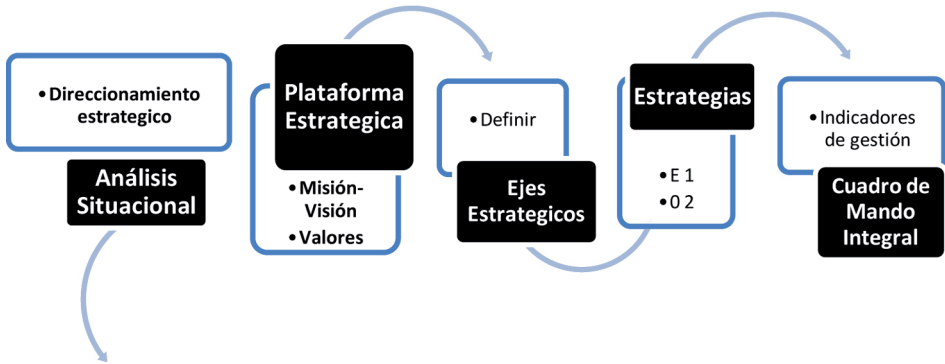 •Direccionamiento
estrategico
Análisis
Situacional
Plataforma
Estrategica
•Misión-
Visión
•Valores
•Definir
Ejes
Estrategicos
Estrategias
•E 1
•0 2
•Indicadores
de gestión
Cuadro de
Mando
Integral